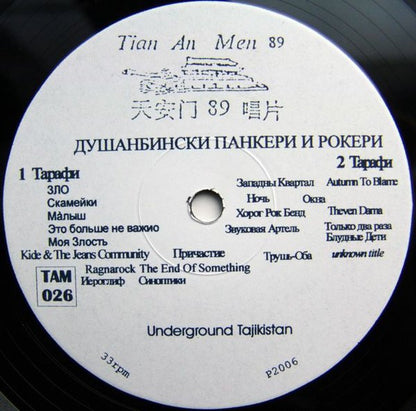 Tian An Men 89
天安门 89 唱片
ДУШАНБИНСКИ ПАНКЕРИ И РОКЕРИ
1 Тарафи
ЗЛО
Скамейки
Мàлыш
Это больше не важио
Моя Злость
Kide & The Jeans Community Причастие
Ragnarock The End Of Something
Иероглиф Синоптики
2 Тарафи
Западны Квартал Autumn To Blame
Ночь Окна
Хорог Рок Бенд Theven Dama
Звуковая Артель Только два раза
Блудные Дети
Трушь-Оба unknown title
TAM
026
Underground Tajikistan
33rpm
P2006